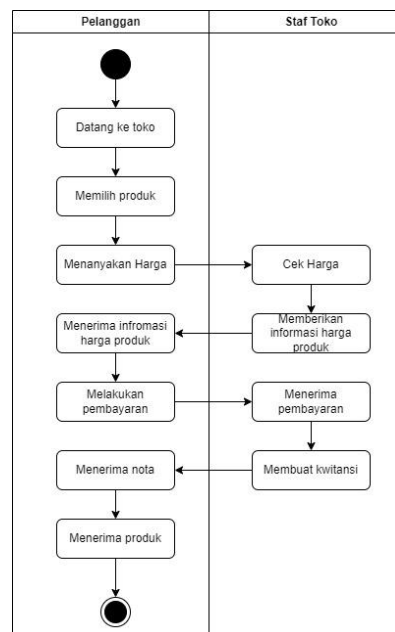 Pelanggan
Staf Toko
Datang ke toko
Memilih produk
Menanyakan Harga
Cek Harga
Menerima infromasi
harga produk
Memberikan
informasi harga
produk
Melakukan
pembayaran
Menerima
pembayaran
Menerima nota
Membuat kwitansi
Menerima produk